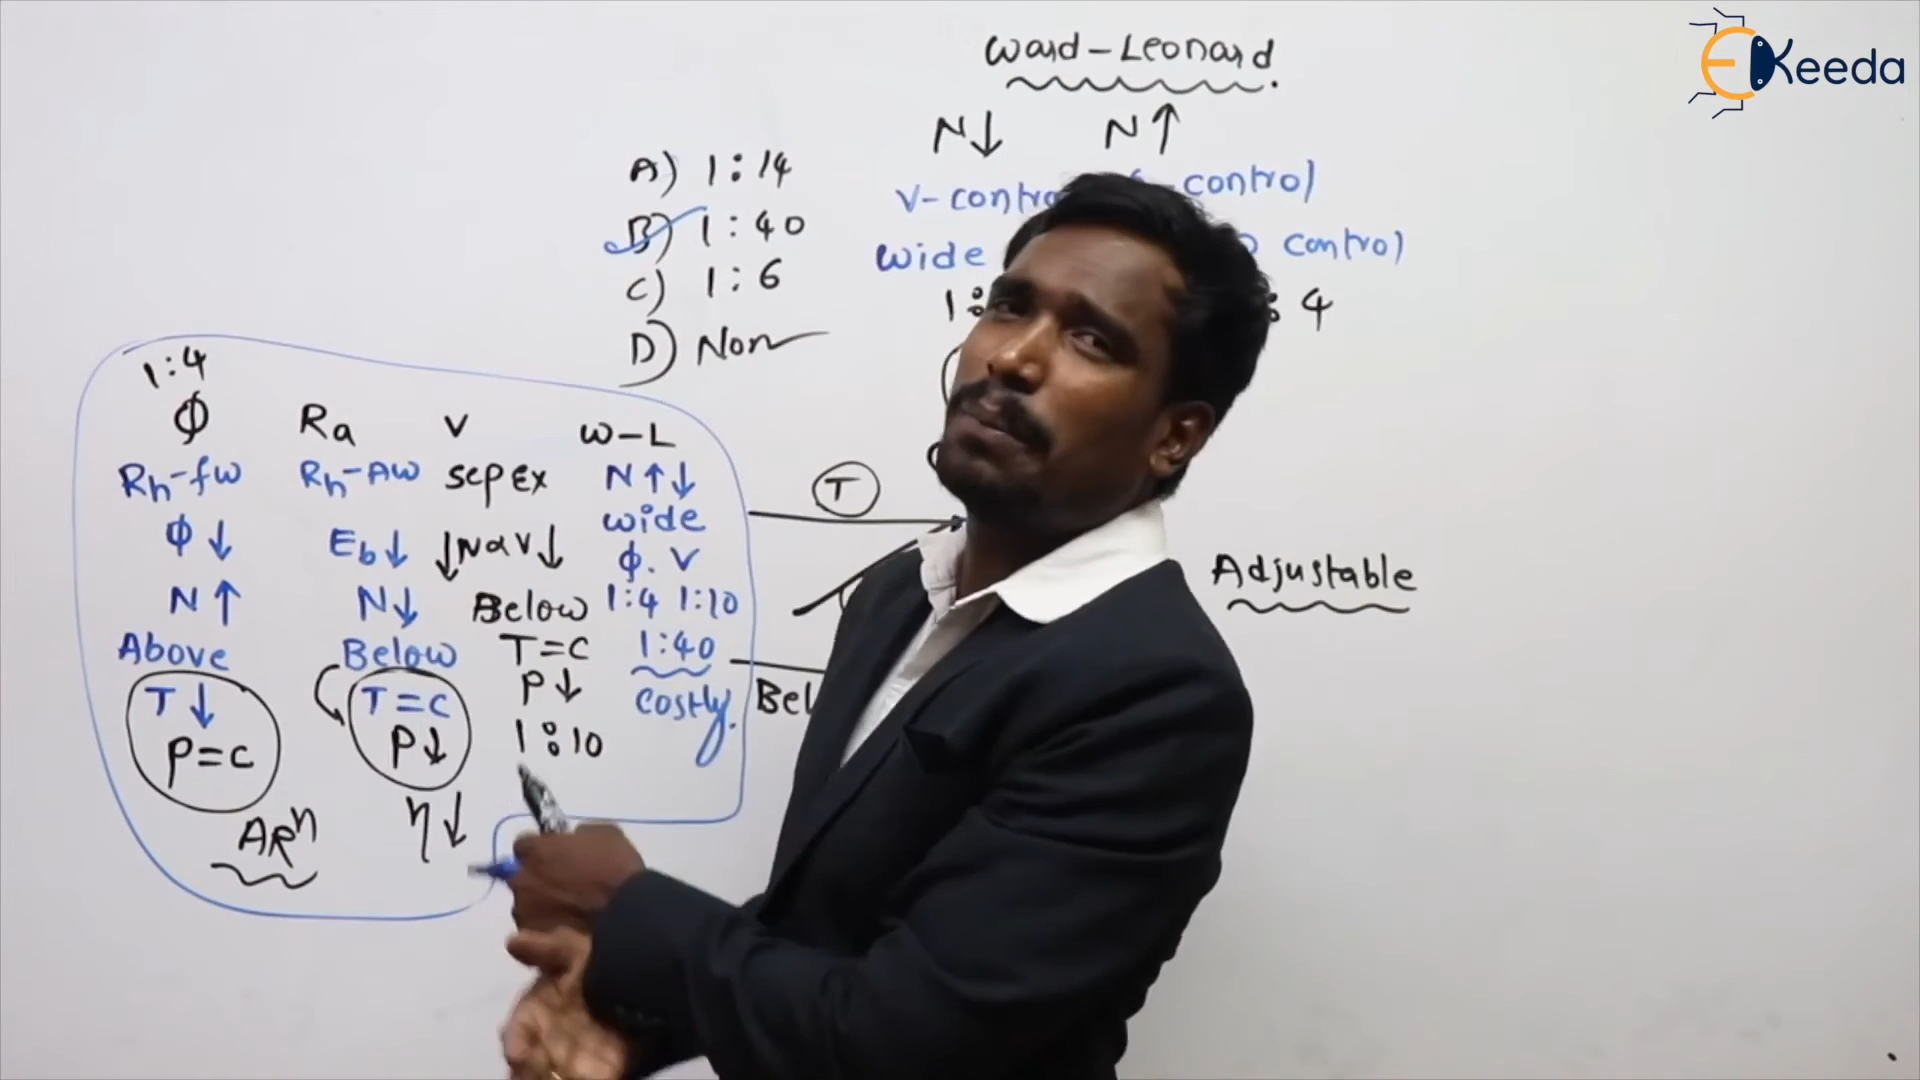 EKeeda
Ward-Leonard
N↓ N↑
V-contro control
wide control
1: : 4
A) 1:14
B) 1:40
C) 1:6
D) Non
1:4
Φ Ra V W-L
Rh-fw Rh-AW sep Ex N↑↓
Φ↓ Eb↓ ↓NαV↓ wide
Φ.V
N↑ N↓ Below 1:4 1:10
Above Below T=C 1:40
T↓ T=C P↓ costly.
P=C P↓ 1:10
ARⁿ η↓
T
Bel
Adjustable